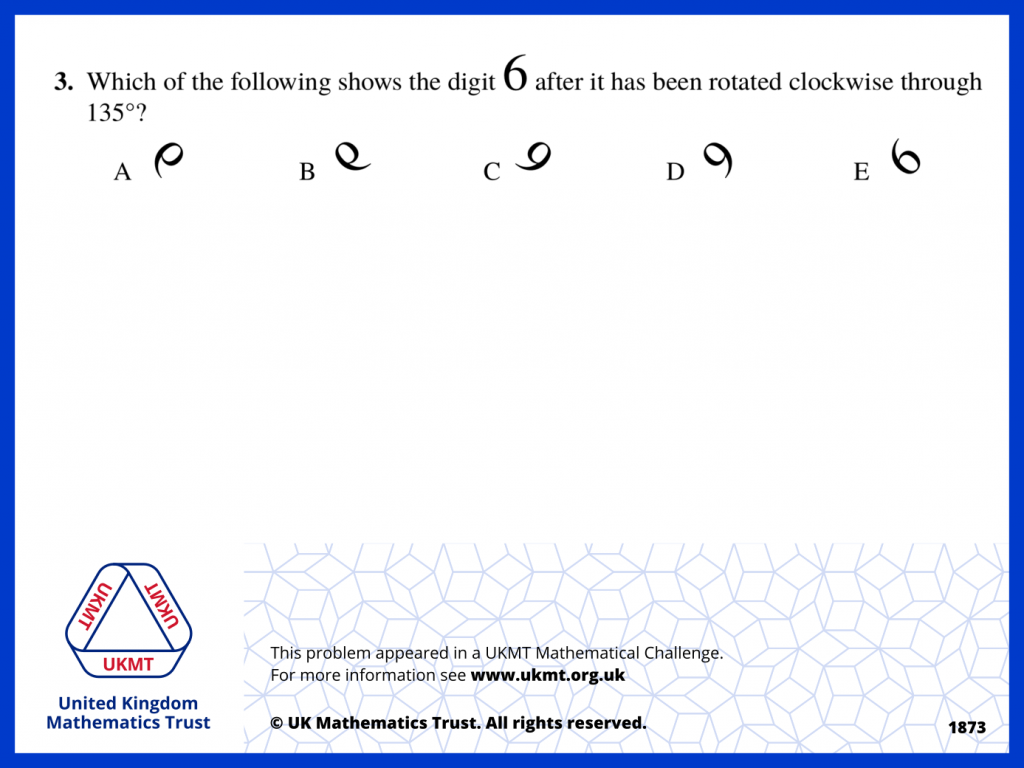 3. Which of the following shows the digit 6 after it has been rotated clockwise through
135°?
A B C D E
UKMT UKMT
UKMT
United Kingdom
Mathematics Trust
This problem appeared in a UKMT Mathematical Challenge.
For more information see www.ukmt.org.uk
© UK Mathematics Trust. All rights reserved.
1873